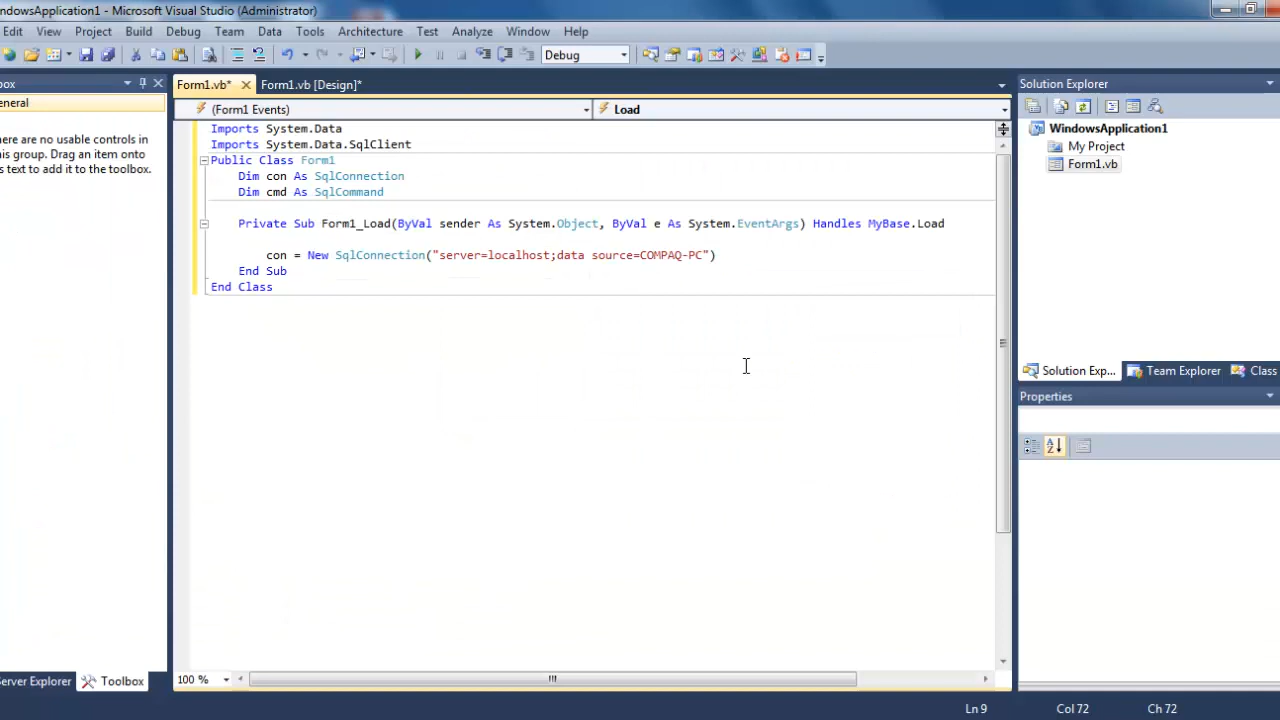 ndowsApplication1 - Microsoft Visual Studio (Administrator)
Edit View Project Build Debug Team Data Tools Architecture Test Analyze Window Help
Debug
ox
Form1.vb* Form1.vb [Design]*
Solution Explorer
eneral
(Form1 Events) Load
here are no usable controls in
his group. Drag an item onto
is text to add it to the toolbox.
Imports System.Data
Imports System.Data.SqlClient
Public Class Form1
Dim con As SqlConnection
Dim cmd As SqlCommand
Private Sub Form1_Load(ByVal sender As System.Object, ByVal e As System.EventArgs) Handles MyBase.Load
con = New SqlConnection("server=localhost;data source=COMPAQ-PC")
End Sub
End Class
WindowsApplication1
My Project
Form1.vb
Solution Exp... Team Explorer Class
Properties
100 %
erver Explorer Toolbox
Ln 9 Col 72 Ch 72